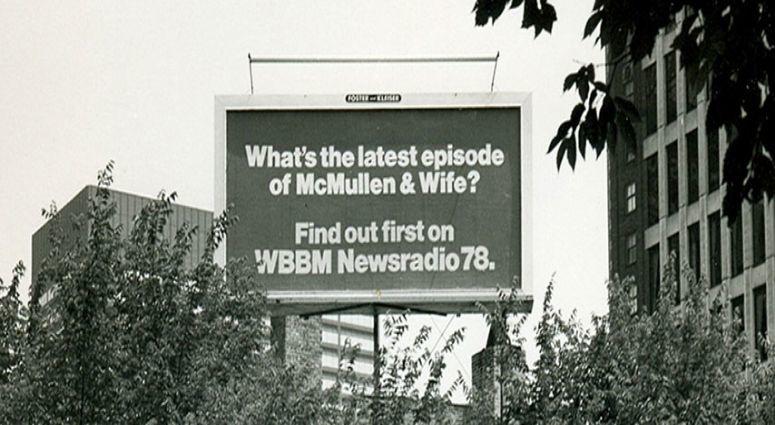 FOSTER AND KLEISER
What's the latest episode
of McMullen & Wife?
Find out first on
WBBM Newsradio 78.